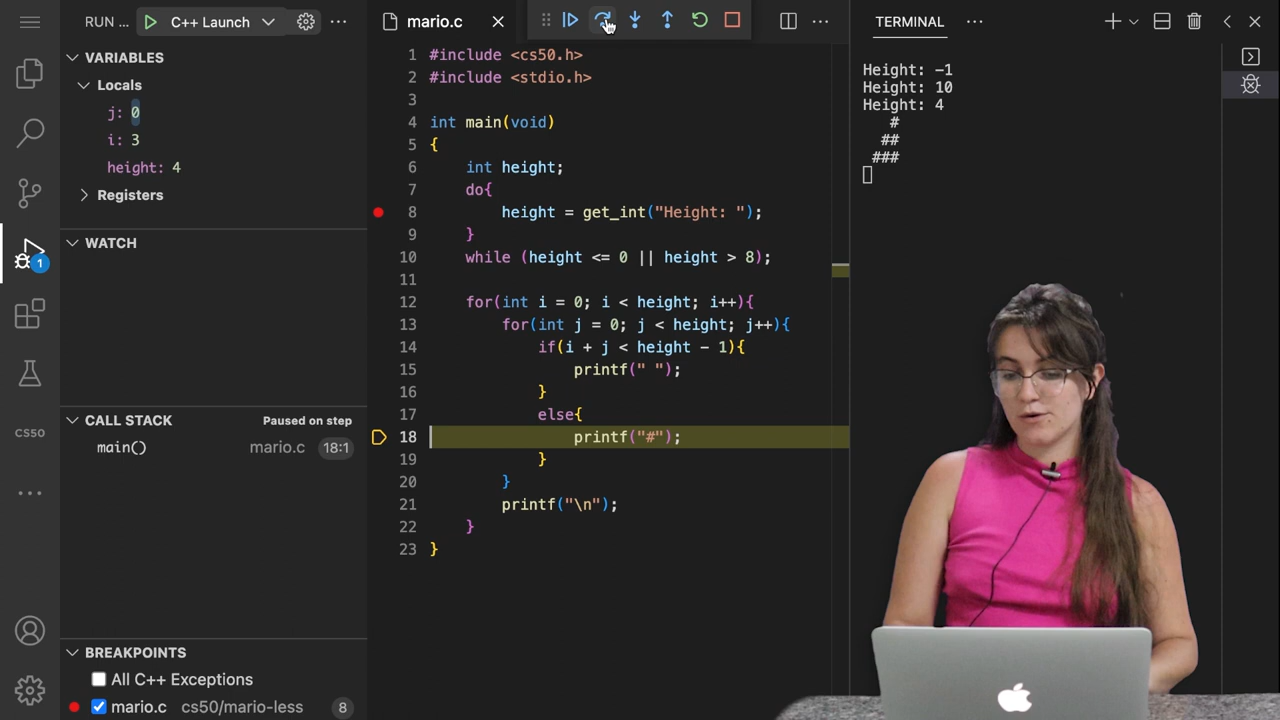 RUN ... C++ Launch
VARIABLES
Locals
j: 0
i: 3
height: 4
Registers
WATCH
CALL STACK Paused on step
main() mario.c 18:1
BREAKPOINTS
All C++ Exceptions
mario.c cs50/mario-less 8
1
CS50
mario.c
1 #include <cs50.h>
2 #include <stdio.h>
3
4 int main(void)
5 {
6 int height;
7 do{
8 height = get_int("Height: ");
9 }
10 while (height <= 0 || height > 8);
11
12 for(int i = 0; i < height; i++){
13 for(int j = 0; j < height; j++){
14 if(i + j < height - 1){
15 printf(" ");
16 }
17 else{
18 printf("#");
19 }
20 }
21 printf("\n");
22 }
23 }
TERMINAL
Height: -1
Height: 10
Height: 4
#
##
###